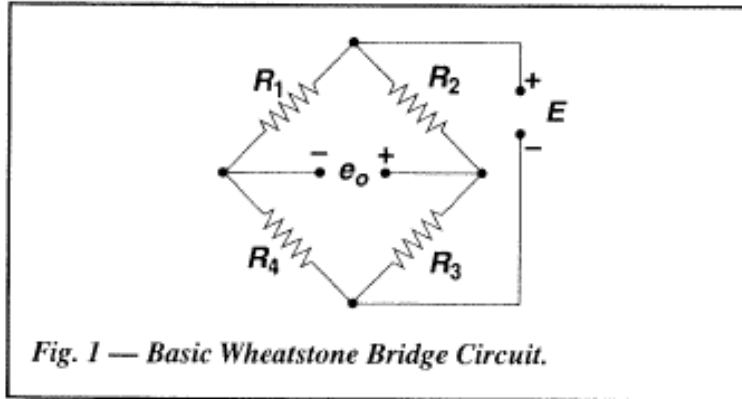 R1
R2
+
E
–
– eo +
R4
R3
Fig. 1 — Basic Wheatstone Bridge Circuit.